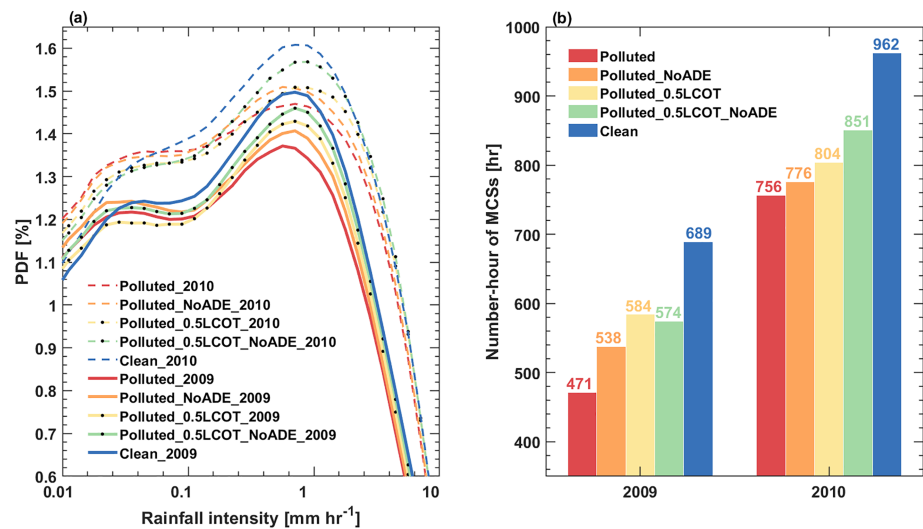 (a)
PDF [%]
1.6
1.5
1.4
1.3
1.2
1.1
1
0.9
0.8
0.7
0.6
Polluted_2010
Polluted_NoADE_2010
Polluted_0.5LCOT_2010
Polluted_0.5LCOT_NoADE_2010
Clean_2010
Polluted_2009
Polluted_NoADE_2009
Polluted_0.5LCOT_2009
Polluted_0.5LCOT_NoADE_2009
Clean_2009
0.01 0.1 1 10
Rainfall intensity [mm hr-1]
(b)
Number-hour of MCSs [hr]
1000
900
800
700
600
500
400
Polluted
Polluted_NoADE
Polluted_0.5LCOT
Polluted_0.5LCOT_NoADE
Clean
471
538
584
574
689
756
776
804
851
962
2009 2010